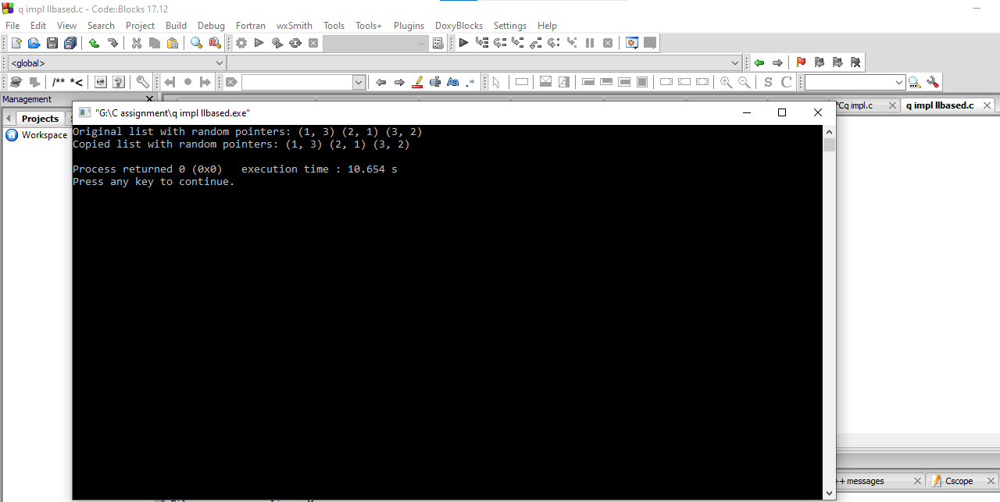 q impl llbased.c - Code::Blocks 17.12
File Edit View Search Project Build Debug Fortran wxSmith Tools Tools+ Plugins DoxyBlocks Settings Help
<global>
/** *<
Aa .*
S C
Management
*Cq impl.c q impl llbased.c
Projects
Workspace
"G:\C assignment\q impl llbased.exe"
Original list with random pointers: (1, 3) (2, 1) (3, 2)
Copied list with random pointers: (1, 3) (2, 1) (3, 2)
Process returned 0 (0x0) execution time : 10.654 s
Press any key to continue.
++ messages Cscope